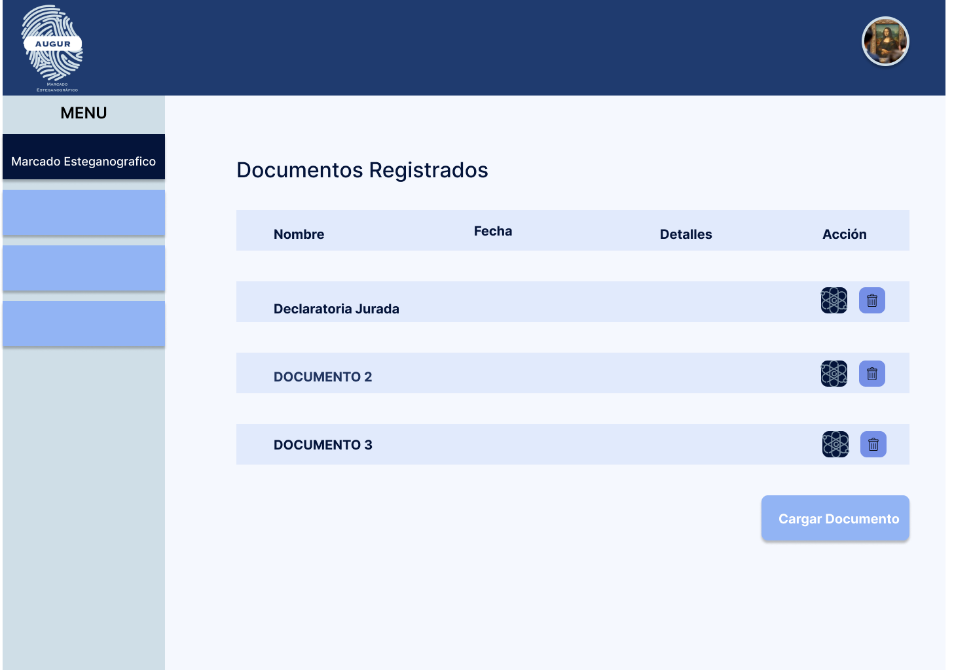 AUGUR
MARCADO
ESTEGANOGRÁFICO
MENU
Marcado Esteganografico
Documentos Registrados
Nombre Fecha Detalles Acción
Declaratoria Jurada
DOCUMENTO 2
DOCUMENTO 3
Cargar Documento